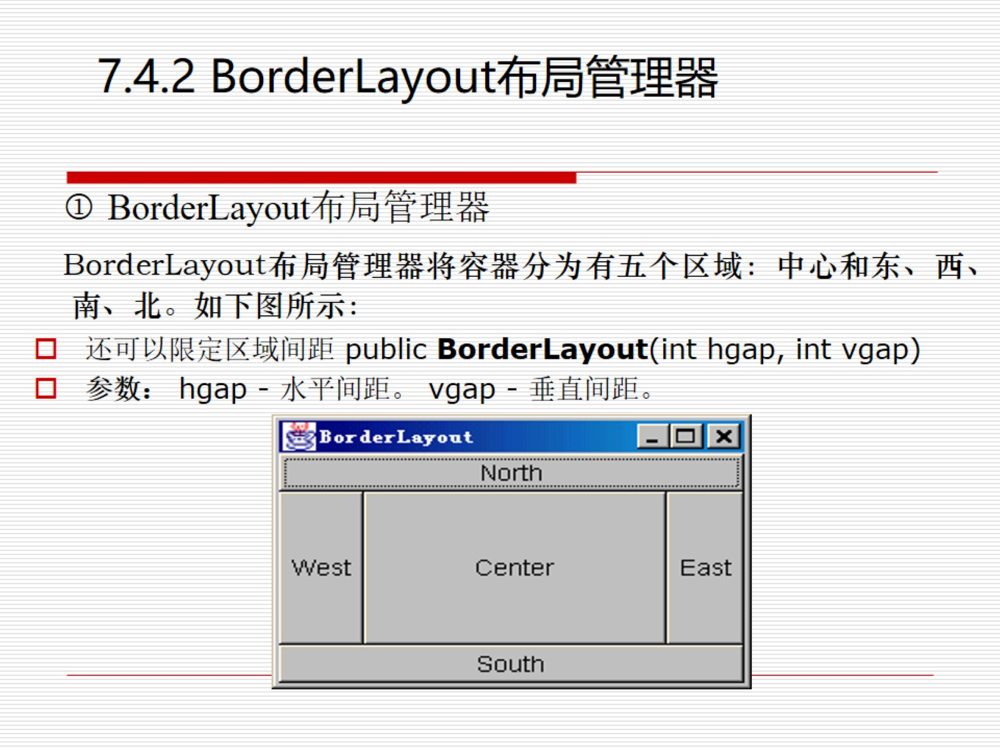 7.4.2 BorderLayout布局管理器
① BorderLayout布局管理器
BorderLayout布局管理器将容器分为有五个区域：中心和东、西、
南、北。如下图所示：
还可以限定区域间距 public BorderLayout(int hgap, int vgap)
参数： hgap - 水平间距。 vgap - 垂直间距。
BorderLayout
North
West Center East
South